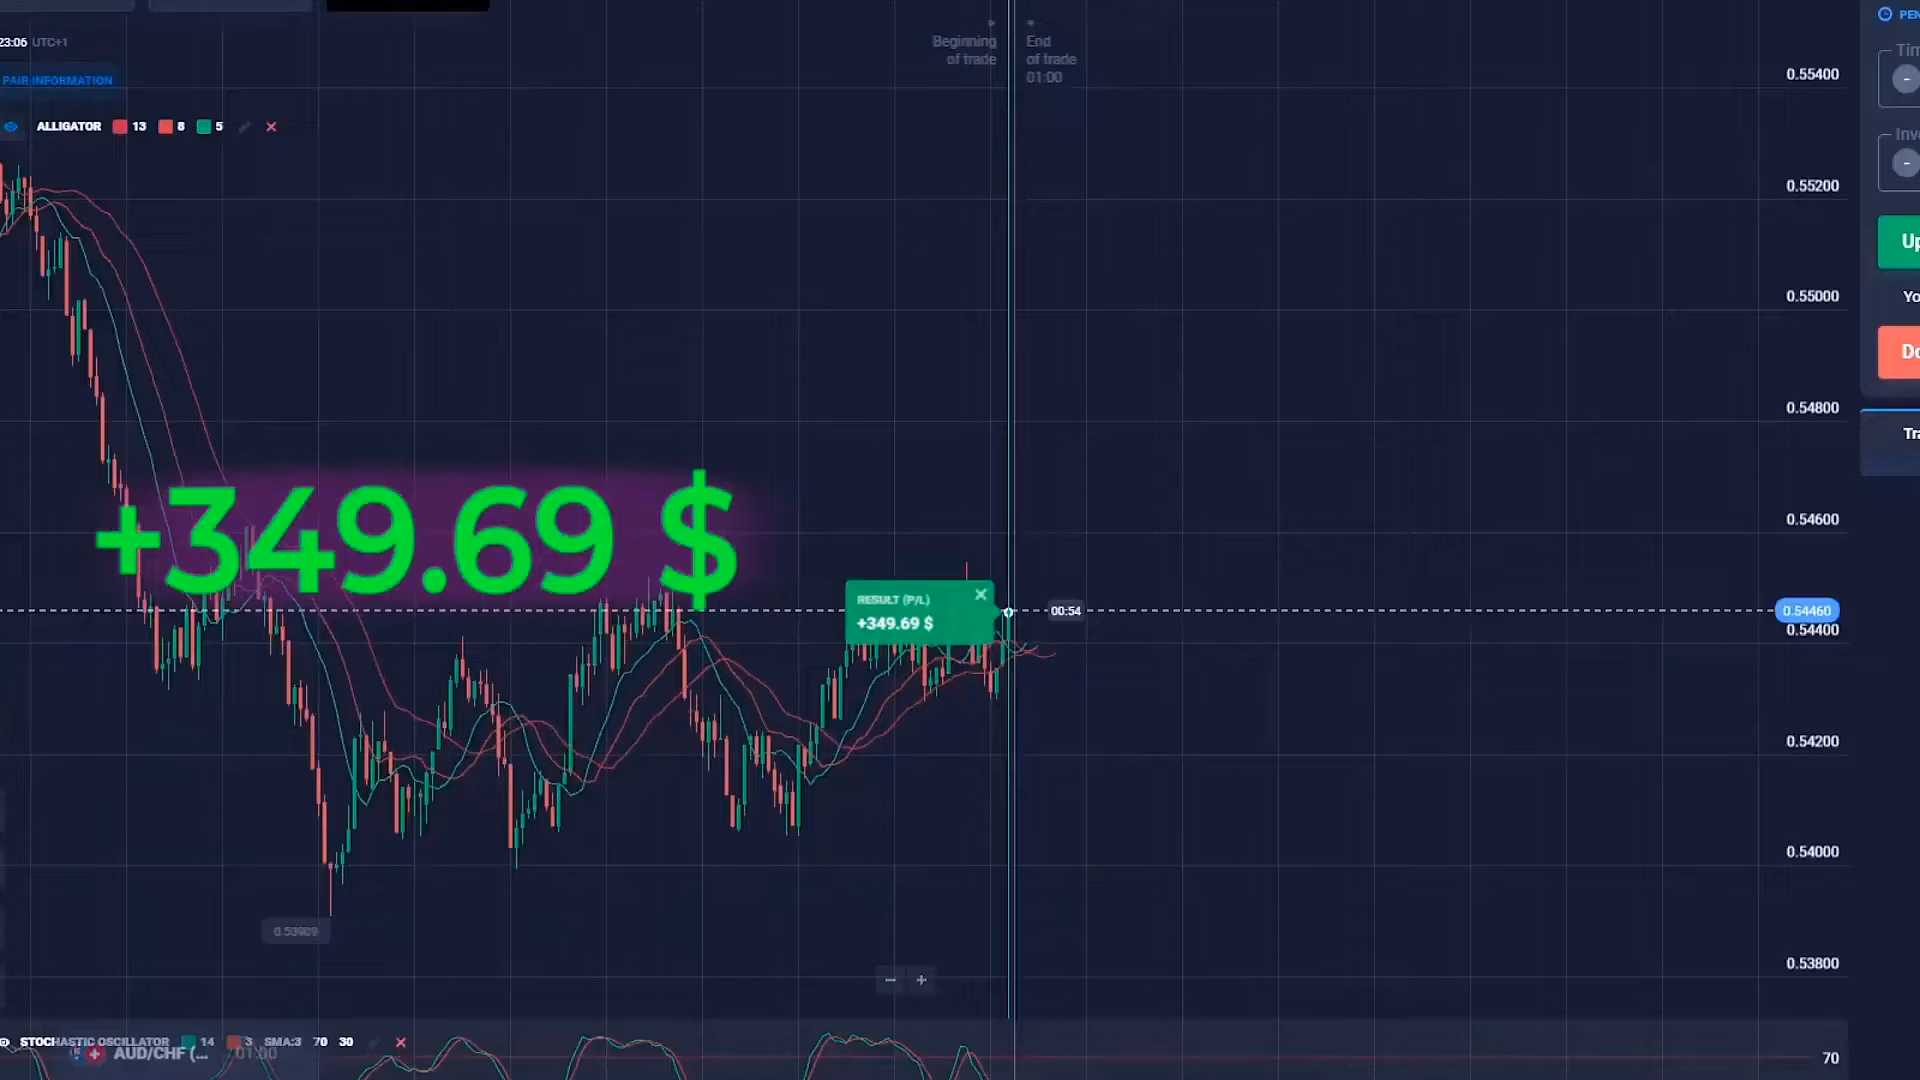 23:06 UTC+1
Beginning
of trade
End
of trade
01:00
PAIR INFORMATION
ALLIGATOR 13 8 5
0.55400
0.55200
0.55000
0.54800
0.54600
0.54460
0.54400
0.54200
0.54000
0.53800
+349.69 $
RESULT (P/L)
+349.69 $
00:54
0.53909
STOCHASTIC OSCILLATOR 14 3 SMA:3 70 30
AUD/CHF (... 01:00
70